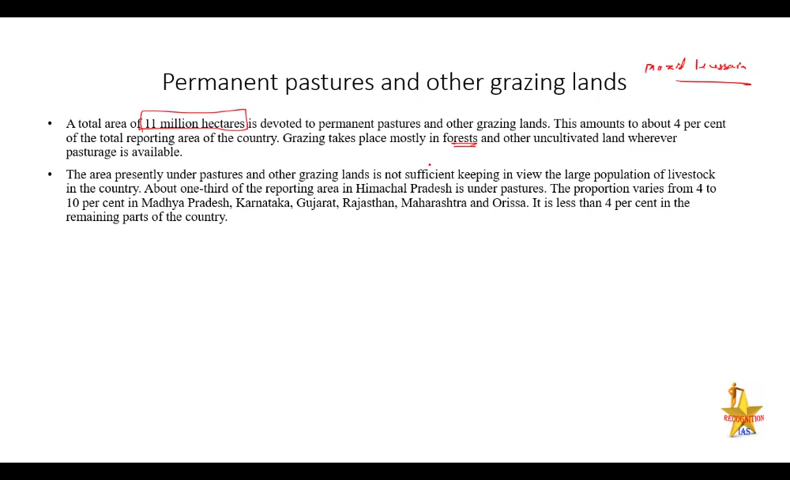 Permanent pastures and other grazing lands
• A total area of 11 million hectares is devoted to permanent pastures and other grazing lands. This amounts to about 4 per cent
of the total reporting area of the country. Grazing takes place mostly in forests and other uncultivated land wherever
pasturage is available.
• The area presently under pastures and other grazing lands is not sufficient keeping in view the large population of livestock
in the country. About one-third of the reporting area in Himachal Pradesh is under pastures. The proportion varies from 4 to
10 per cent in Madhya Pradesh, Karnataka, Gujarat, Rajasthan, Maharashtra and Orissa. It is less than 4 per cent in the
remaining parts of the country.
RECOGNITION
IAS